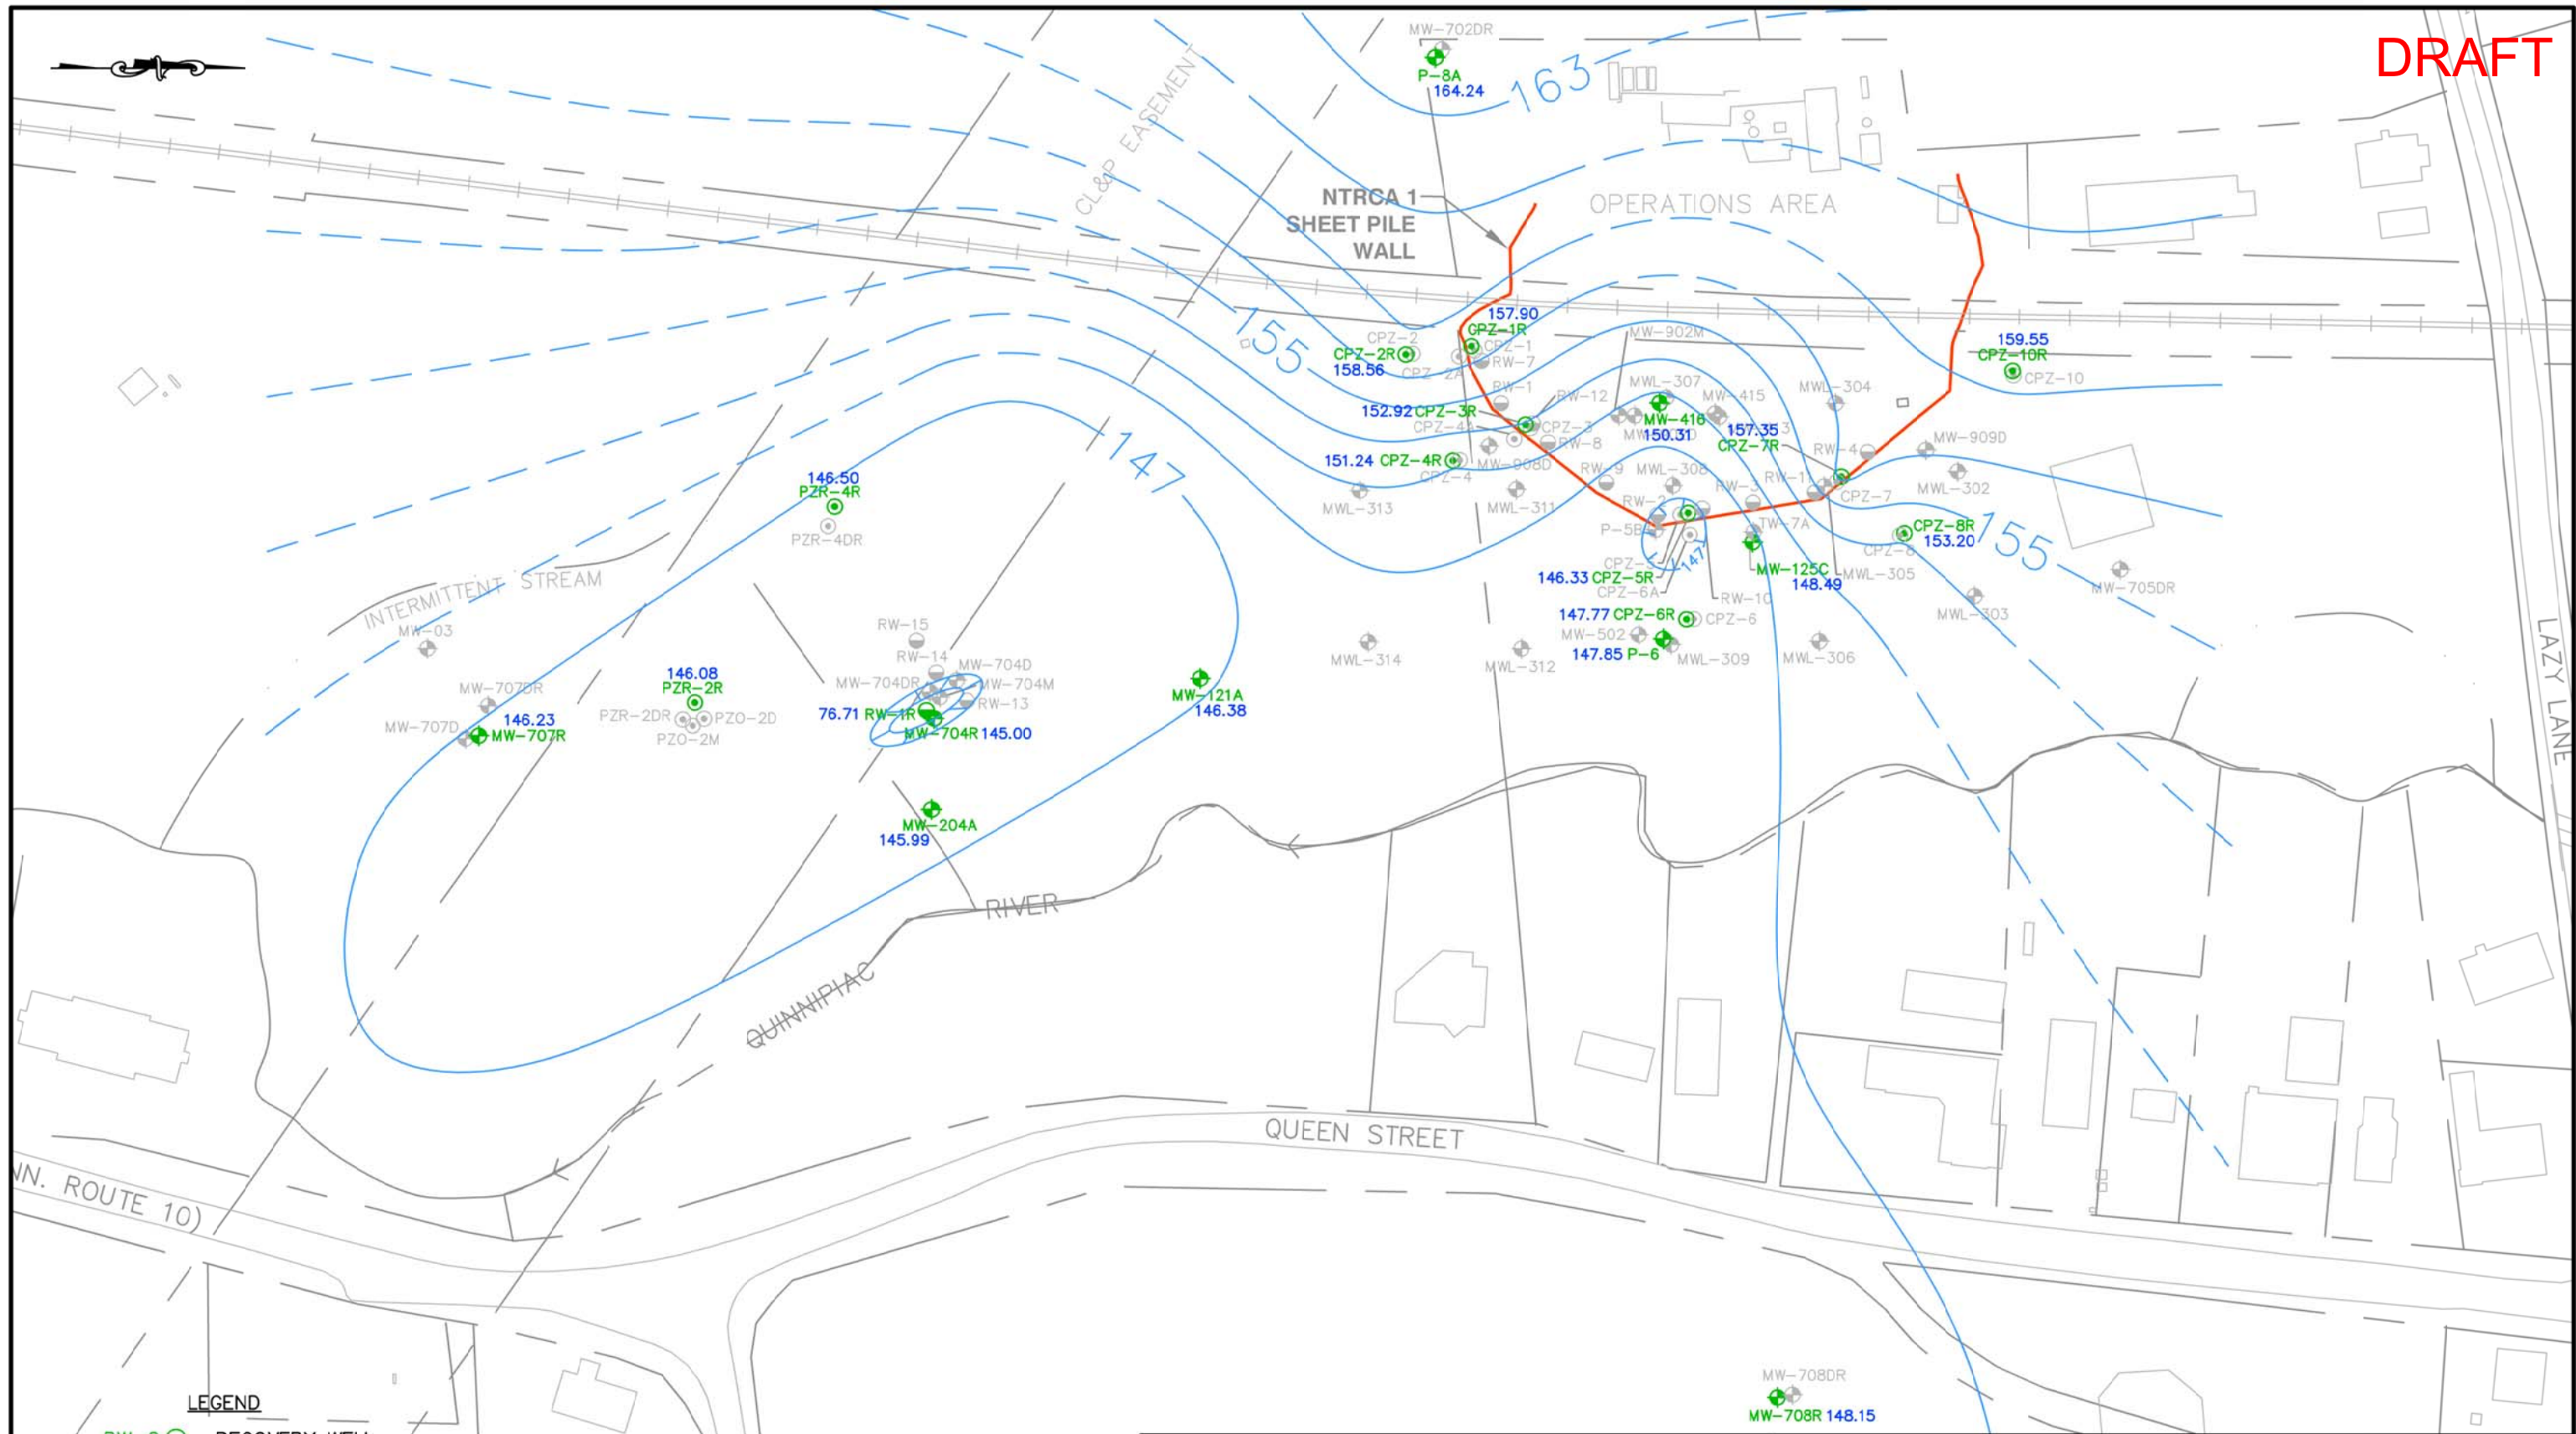 DRAFT
MW-702DR
P-8A
164.24
163
CL&P EASEMENT
NTRCA 1
SHEET PILE
WALL
OPERATIONS AREA
155
157.90
CPZ-1R
CPZ-2
CPZ-1
CPZ-2R
158.56
CPZ-2A
RW-7
MW-902M
159.55
CPZ-10R
CPZ-10
RW-1
RW-12
MWL-307
MW-415
MWL-304
152.92 CPZ-3R
CPZ-3
MW-416
150.31
157.35
CPZ-7R
RW-8
RW-4
MW-909D
151.24 CPZ-4R
CPZ-4
MW-908D
RW-9
MWL-308
RW-3
CPZ-7
MWL-302
MWL-313
MWL-311
RW-2
P-5B
TW-7A
CPZ-8R
153.20
CPZ-8
155
147
147
146.50
PZR-4R
PZR-4DR
146.33 CPZ-5R
CPZ-6A
MW-125C
148.49
MWL-305
RW-10
MW-705DR
MWL-303
INTERMITTENT STREAM
MW-03
147.77 CPZ-6R
CPZ-6
MW-502
147.85 P-6
MWL-309
MWL-306
MWL-314
MWL-312
RW-15
RW-14
MW-704D
MW-704DR
MW-704M
RW-13
76.71 RW-1R
MW-704R 145.00
146.08
PZR-2R
PZR-2DR
PZO-2D
PZO-2M
MW-707DR
146.23
MW-707D
MW-707R
MW-121A
146.38
MW-204A
145.99
LAZY LANE
QUINNIPIAC
RIVER
QUEEN STREET
NN. ROUTE 10)
MW-708DR
MW-708R 148.15
LEGEND
RECOVERY WELL